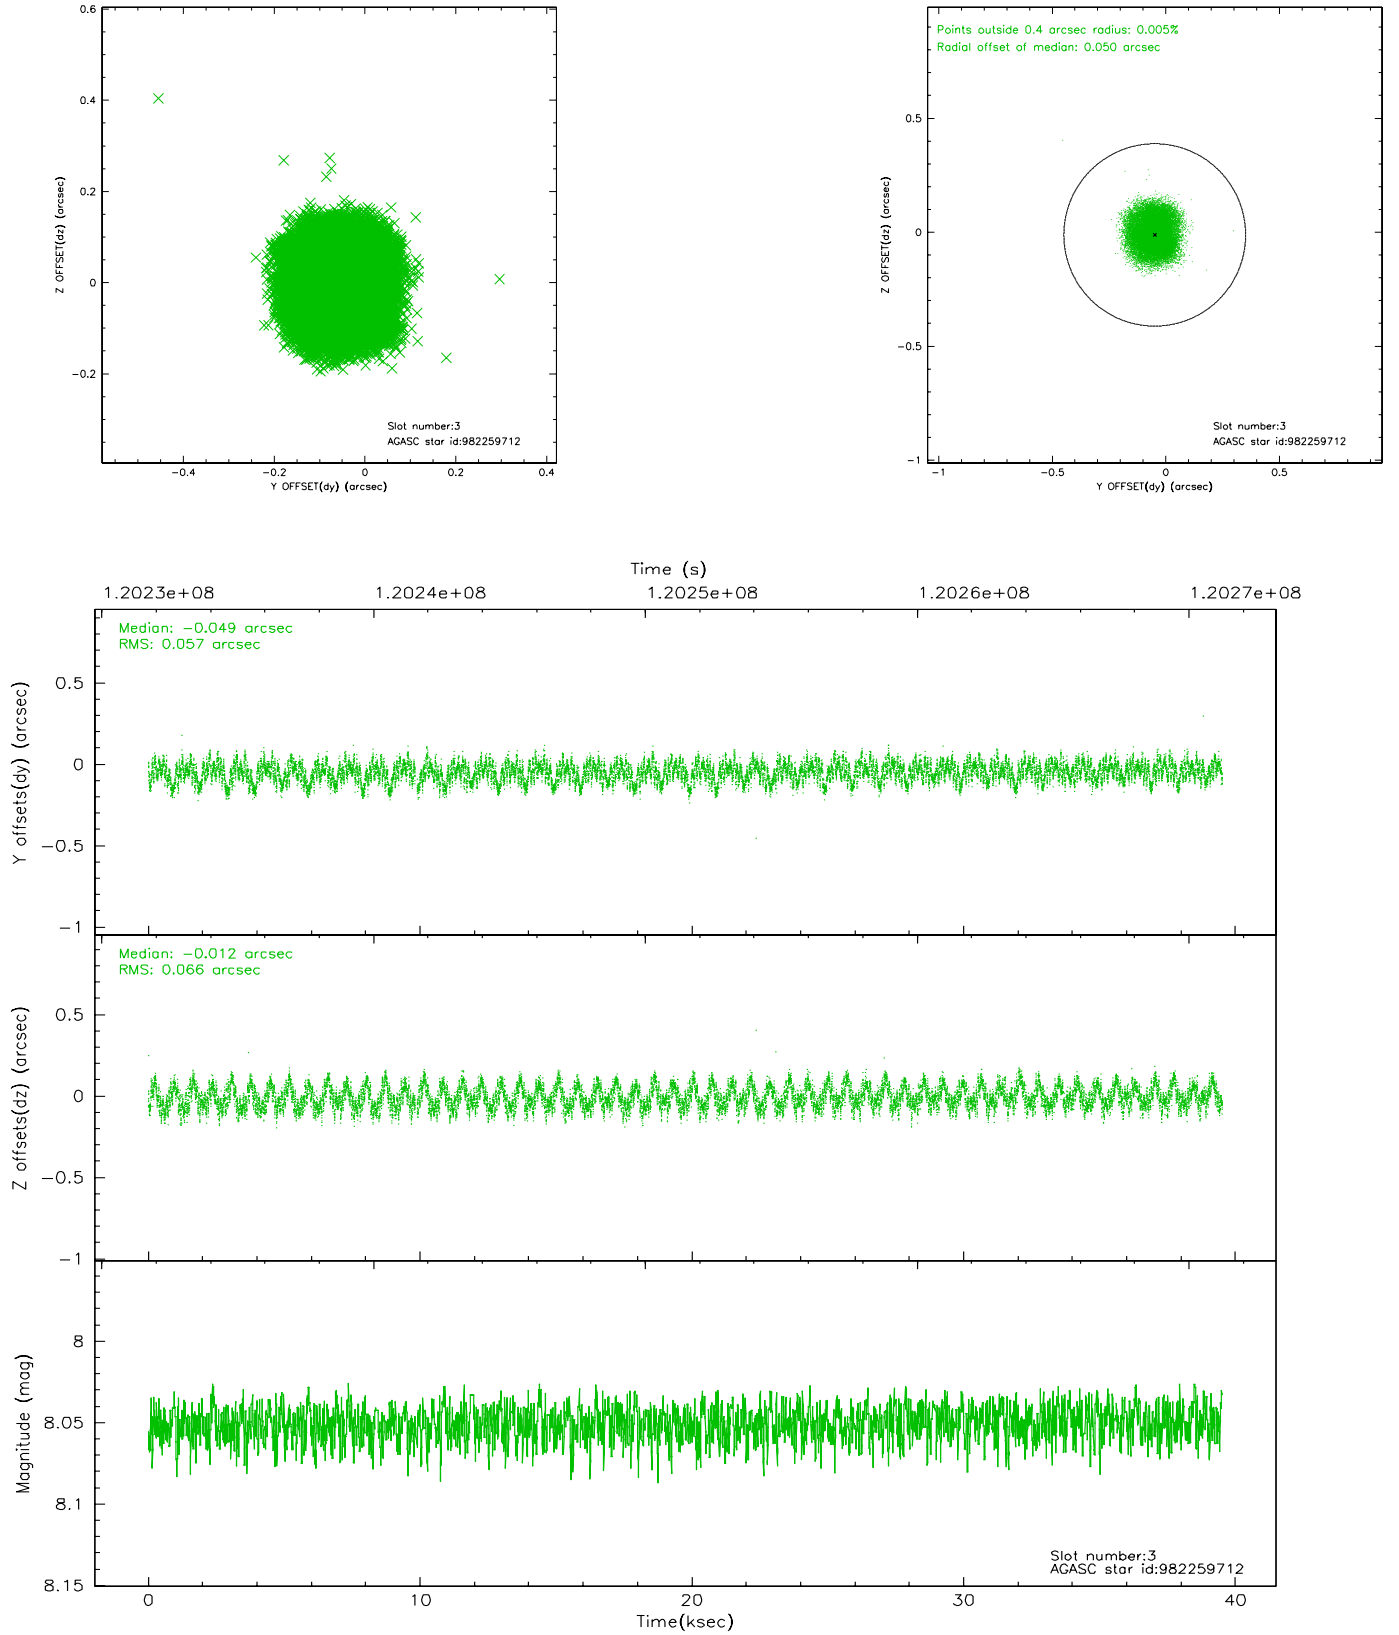 0.6
0.4
0.2
0
−0.2
Z OFFSET(dz) (arcsec)
Slot number:3
AGASC star id:982259712
−0.4 −0.2 0 0.2 0.4
Y OFFSET(dy) (arcsec)
Points outside 0.4 arcsec radius: 0.005%
Radial offset of median: 0.050 arcsec
0.5
0
−0.5
−1
Z OFFSET(dz) (arcsec)
Slot number:3
AGASC star id:982259712
−1 −0.5 0 0.5
Y OFFSET(dy) (arcsec)
Time (s)
1.2023e+08 1.2024e+08 1.2025e+08 1.2026e+08 1.2027e+08
Median: −0.049 arcsec
RMS: 0.057 arcsec
0.5
0
−0.5
−1
Y offsets(dy) (arcsec)
Median: −0.012 arcsec
RMS: 0.066 arcsec
0.5
0
−0.5
−1
Z offsets(dz) (arcsec)
8
8.05
8.1
8.15
Magnitude (mag)
Slot number:3
AGASC star id:982259712
0 10 20 30 40
Time(ksec)